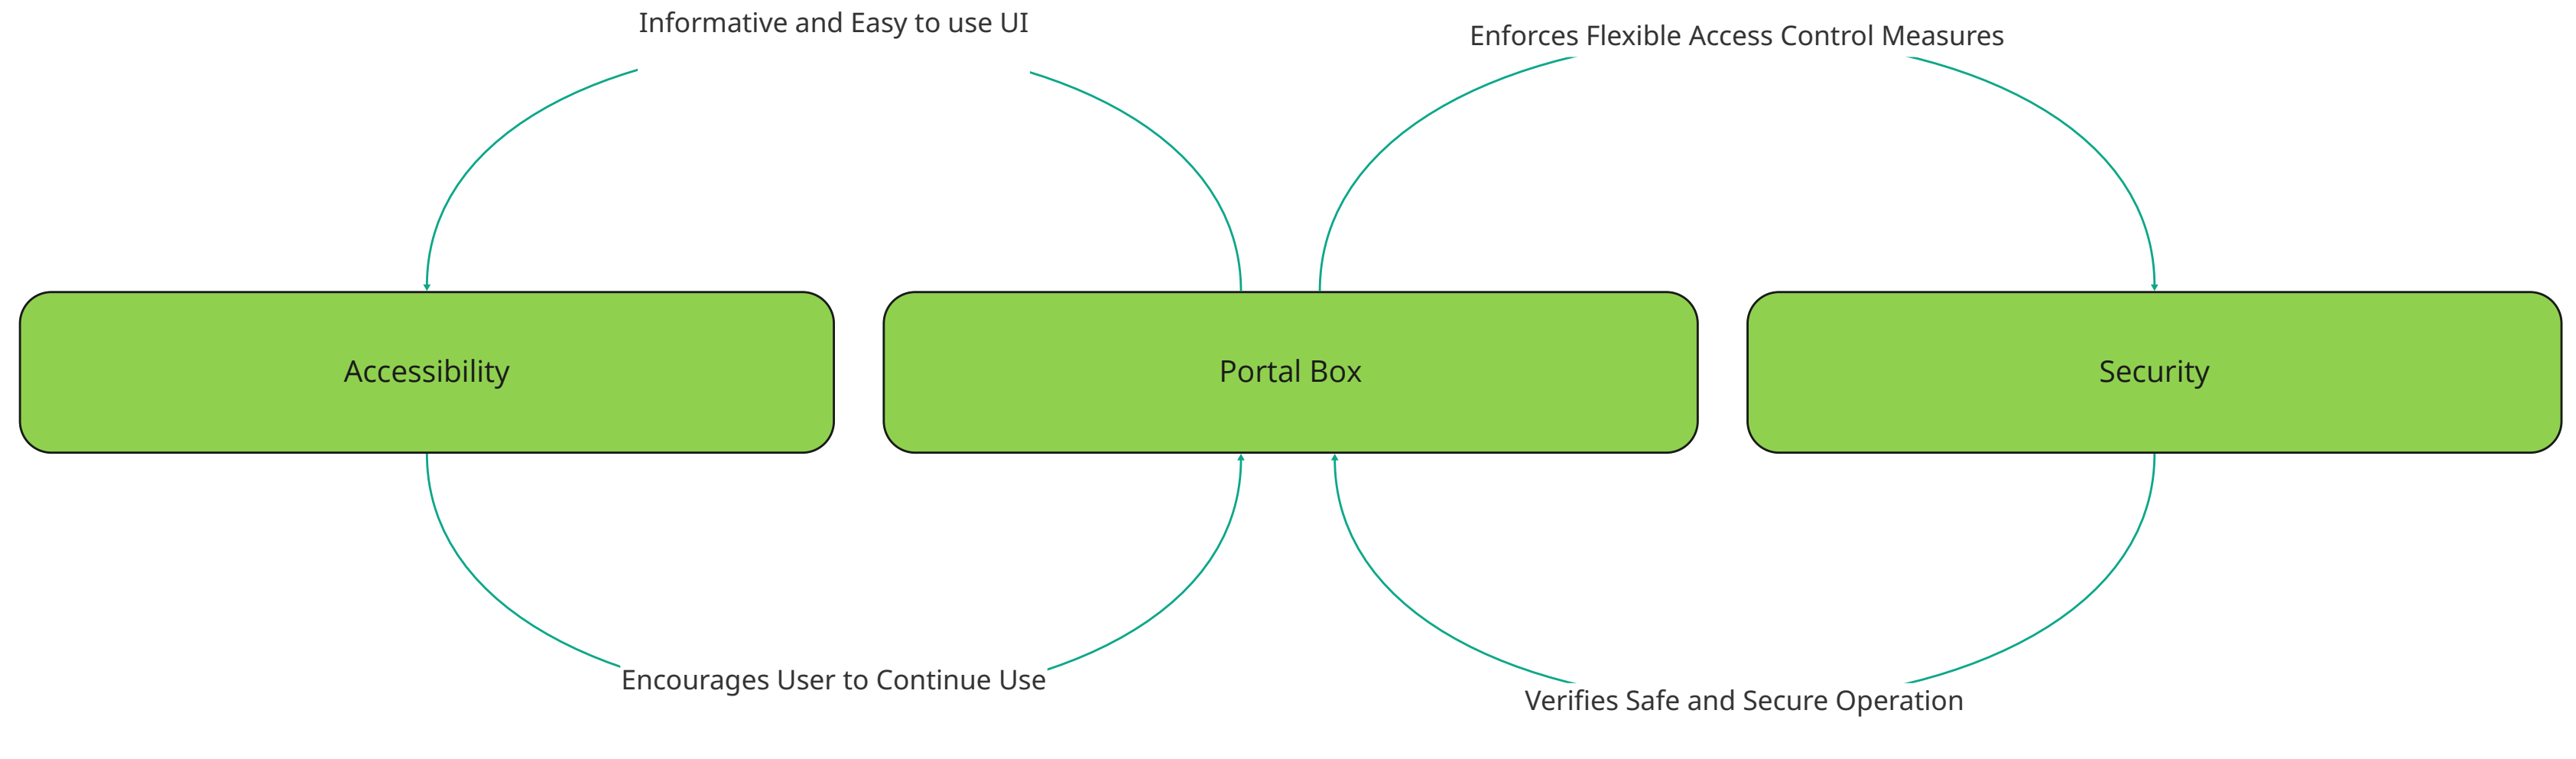 Informative and Easy to use UI
Enforces Flexible Access Control Measures
Accessibility
Portal Box
Security
Encourages User to Continue Use
Verifies Safe and Secure Operation